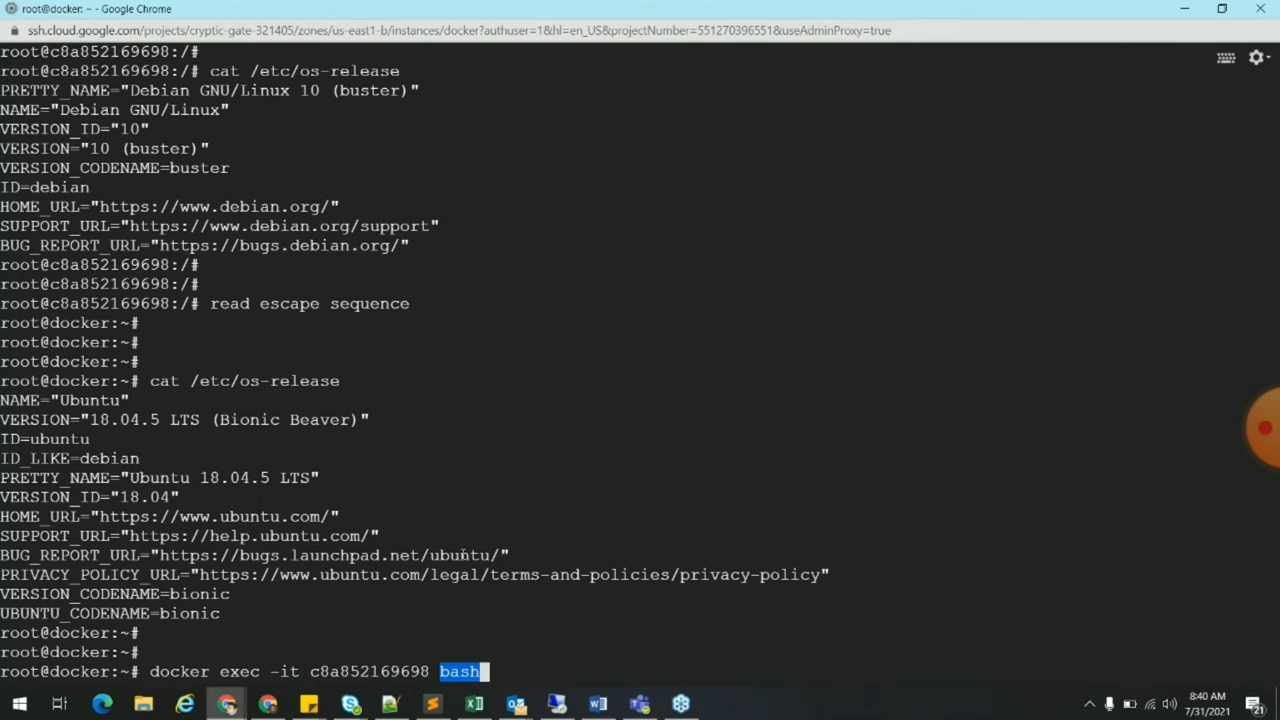 root@docker: ~ - Google Chrome
ssh.cloud.google.com/projects/cryptic-gate-321405/zones/us-east1-b/instances/docker?authuser=1&hl=en_US&projectNumber=551270396551&useAdminProxy=true
root@c8a852169698:/#
root@c8a852169698:/# cat /etc/os-release
PRETTY_NAME="Debian GNU/Linux 10 (buster)"
NAME="Debian GNU/Linux"
VERSION_ID="10"
VERSION="10 (buster)"
VERSION_CODENAME=buster
ID=debian
HOME_URL="https://www.debian.org/"
SUPPORT_URL="https://www.debian.org/support"
BUG_REPORT_URL="https://bugs.debian.org/"
root@c8a852169698:/#
root@c8a852169698:/#
root@c8a852169698:/# read escape sequence
root@docker:~#
root@docker:~#
root@docker:~#
root@docker:~# cat /etc/os-release
NAME="Ubuntu"
VERSION="18.04.5 LTS (Bionic Beaver)"
ID=ubuntu
ID_LIKE=debian
PRETTY_NAME="Ubuntu 18.04.5 LTS"
VERSION_ID="18.04"
HOME_URL="https://www.ubuntu.com/"
SUPPORT_URL="https://help.ubuntu.com/"
BUG_REPORT_URL="https://bugs.launchpad.net/ubuntu/"
PRIVACY_POLICY_URL="https://www.ubuntu.com/legal/terms-and-policies/privacy-policy"
VERSION_CODENAME=bionic
UBUNTU_CODENAME=bionic
root@docker:~#
root@docker:~#
root@docker:~# docker exec -it c8a852169698 bash
8:40 AM
7/31/2021
21